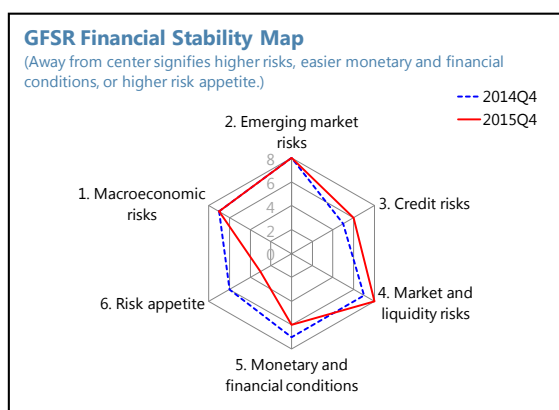 GFSR Financial Stability Map
(Away from center signifies higher risks, easier monetary and financial
conditions, or higher risk appetite.)
2014Q4
2015Q4
2. Emerging market
risks
8
6
4
2
0
1. Macroeconomic
risks
3. Credit risks
6. Risk appetite
4. Market and
liquidity risks
5. Monetary and
financial conditions